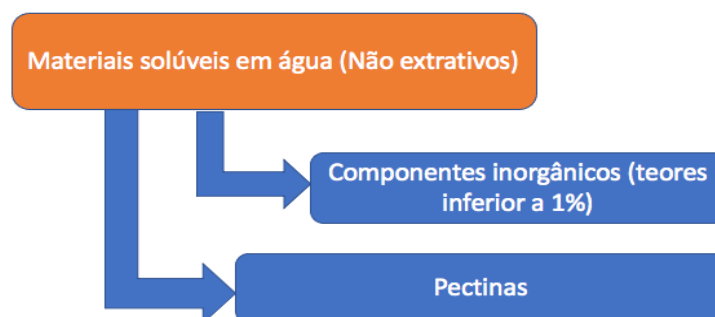 Materiais solúveis em água (Não extrativos)
Componentes inorgânicos (teores
inferior a 1%)
Pectinas